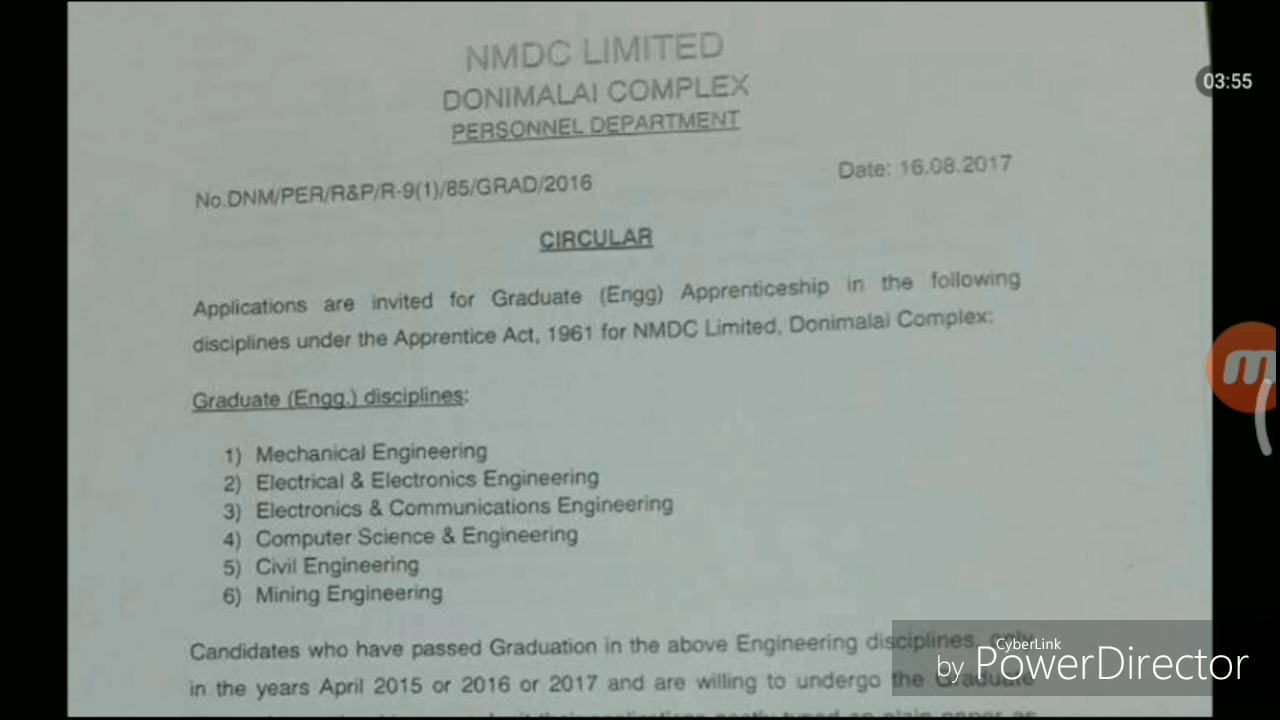 NMDC LIMITED
DONIMALAI COMPLEX
PERSONNEL DEPARTMENT
03:55
No.DNM/PER/R&P/R-9(1)/85/GRAD/2016
Date: 16.08.2017
CIRCULAR
Applications are invited for Graduate (Engg) Apprenticeship in the following
disciplines under the Apprentice Act, 1961 for NMDC Limited, Donimalai Complex:
Graduate (Engg.) disciplines:
1) Mechanical Engineering
2) Electrical & Electronics Engineering
3) Electronics & Communications Engineering
4) Computer Science & Engineering
5) Civil Engineering
6) Mining Engineering
Candidates who have passed Graduation in the above Engineering disciplines, only
in the years April 2015 or 2016 or 2017 and are willing to undergo the Graduate
CyberLink
by PowerDirector